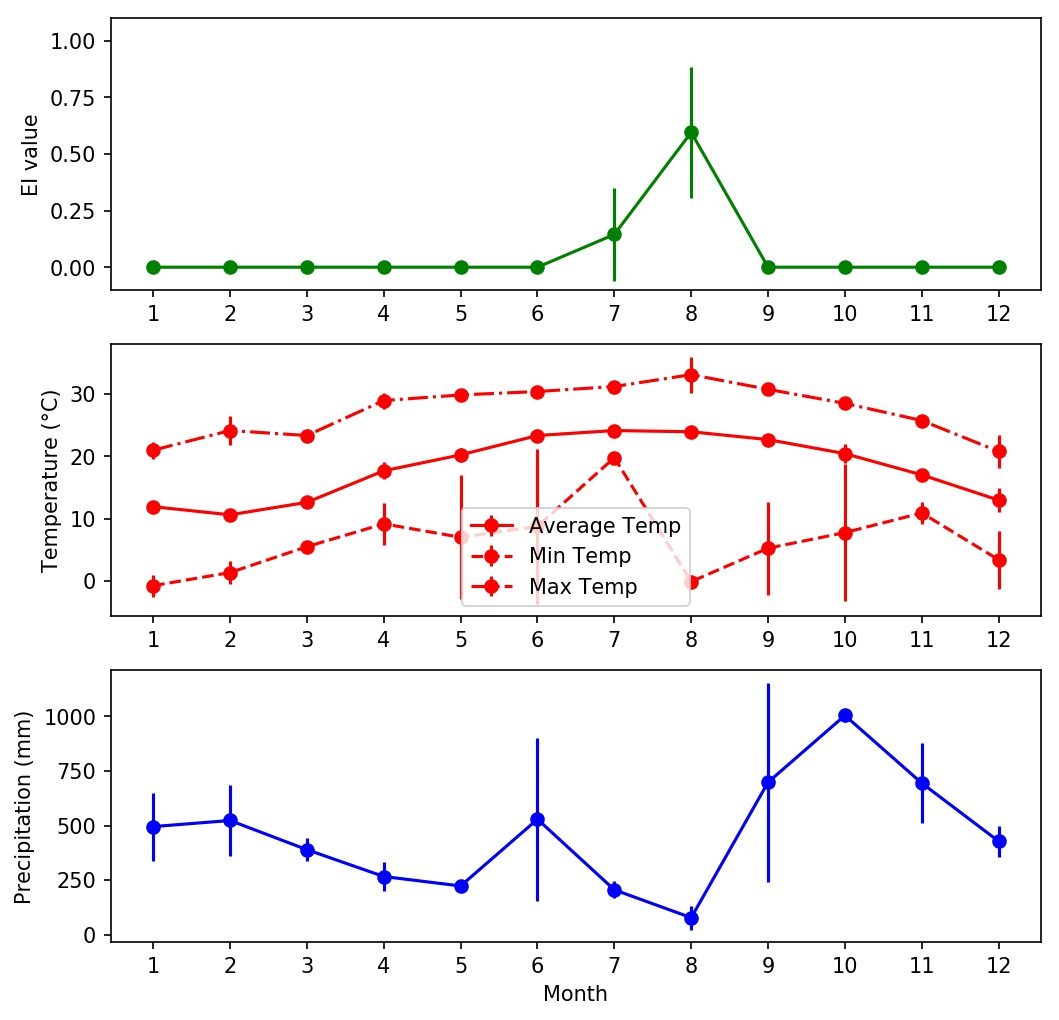 1.00
0.75
0.50
0.25
0.00
EI value
1 2 3 4 5 6 7 8 9 10 11 12
30
20
10
0
Temperature (°C)
Average Temp
Min Temp
Max Temp
1 2 3 4 5 6 7 8 9 10 11 12
1000
750
500
250
0
Precipitation (mm)
1 2 3 4 5 6 7 8 9 10 11 12
Month